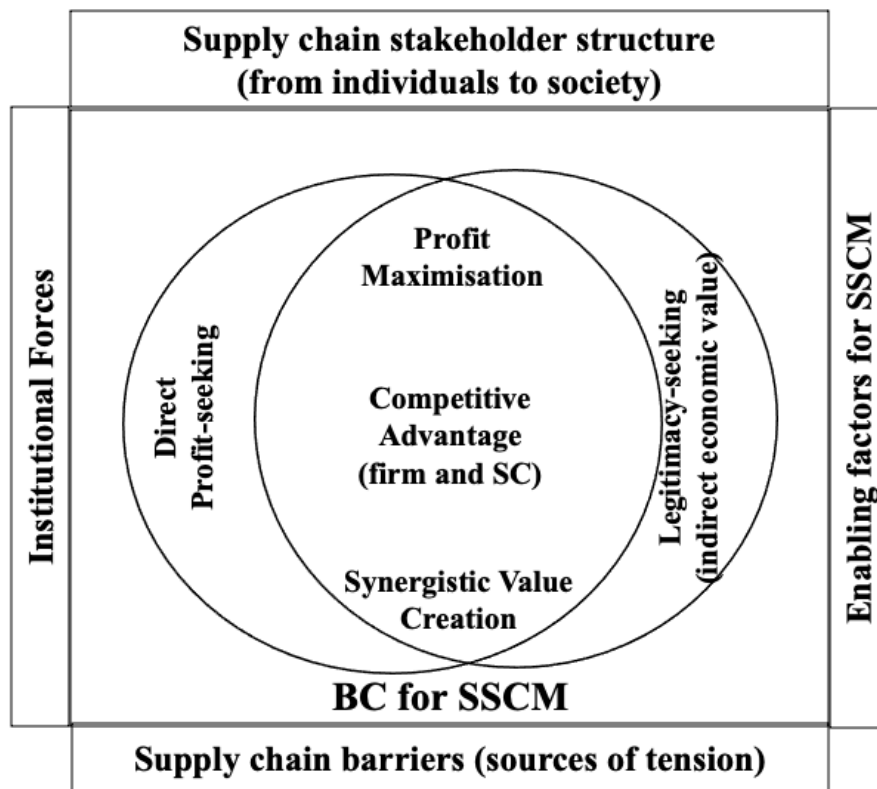 Supply chain stakeholder structure
(from individuals to society)
Institutional Forces
Direct
Profit-seeking
Profit
Maximisation
Competitive
Advantage
(firm and SC)
Synergistic Value
Creation
Legitimacy-seeking
(indirect economic value)
Enabling factors for SSCM
BC for SSCM
Supply chain barriers (sources of tension)